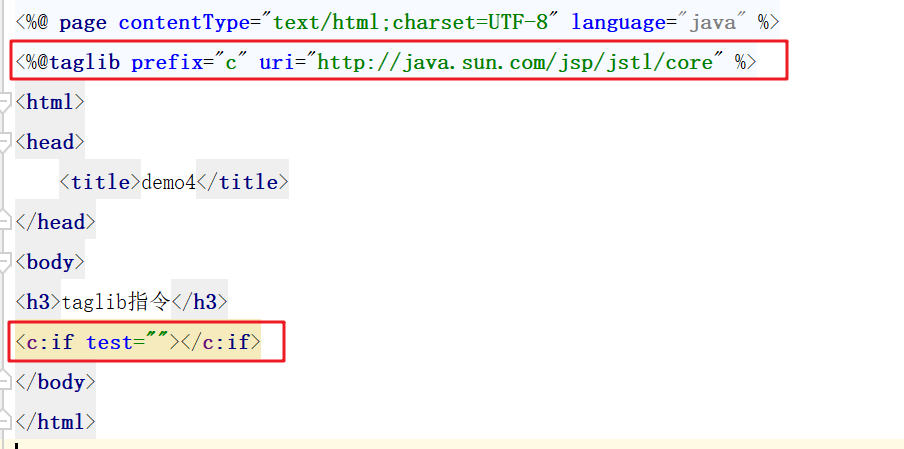 <%@ page contentType="text/html;charset=UTF-8" language="java" %>
<%@taglib prefix="c" uri="http://java.sun.com/jsp/jstl/core" %>
<html>
<head>
    <title>demo4</title>
</head>
<body>
<h3>taglib指令</h3>
<c:if test=""></c:if>
</body>
</html>